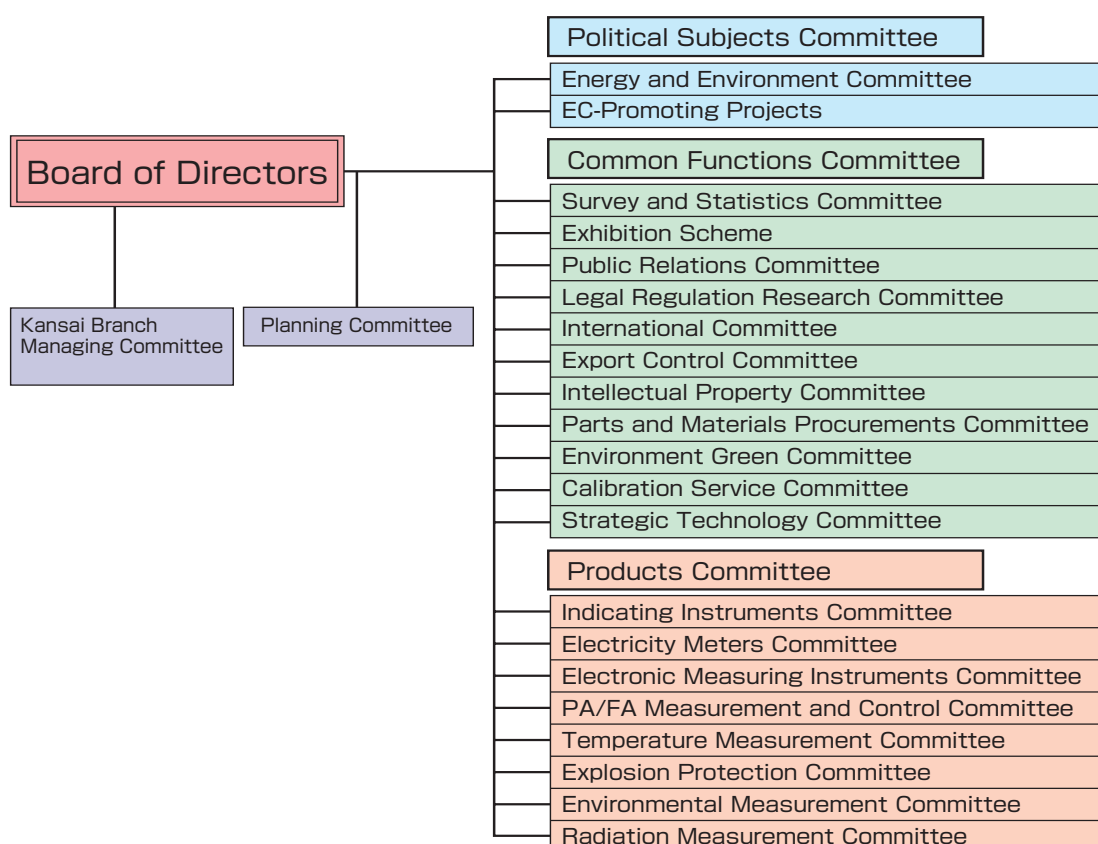 Political Subjects Committee
Energy and Environment Committee
EC-Promoting Projects
Board of Directors
Kansai Branch
Managing Committee
Planning Committee
Common Functions Committee
Survey and Statistics Committee
Exhibition Scheme
Public Relations Committee
Legal Regulation Research Committee
International Committee
Export Control Committee
Intellectual Property Committee
Parts and Materials Procurements Committee
Environment Green Committee
Calibration Service Committee
Strategic Technology Committee
Products Committee
Indicating Instruments Committee
Electricity Meters Committee
Electronic Measuring Instruments Committee
PA/FA Measurement and Control Committee
Temperature Measurement Committee
Explosion Protection Committee
Environmental Measurement Committee
Radiation Measurement Committee